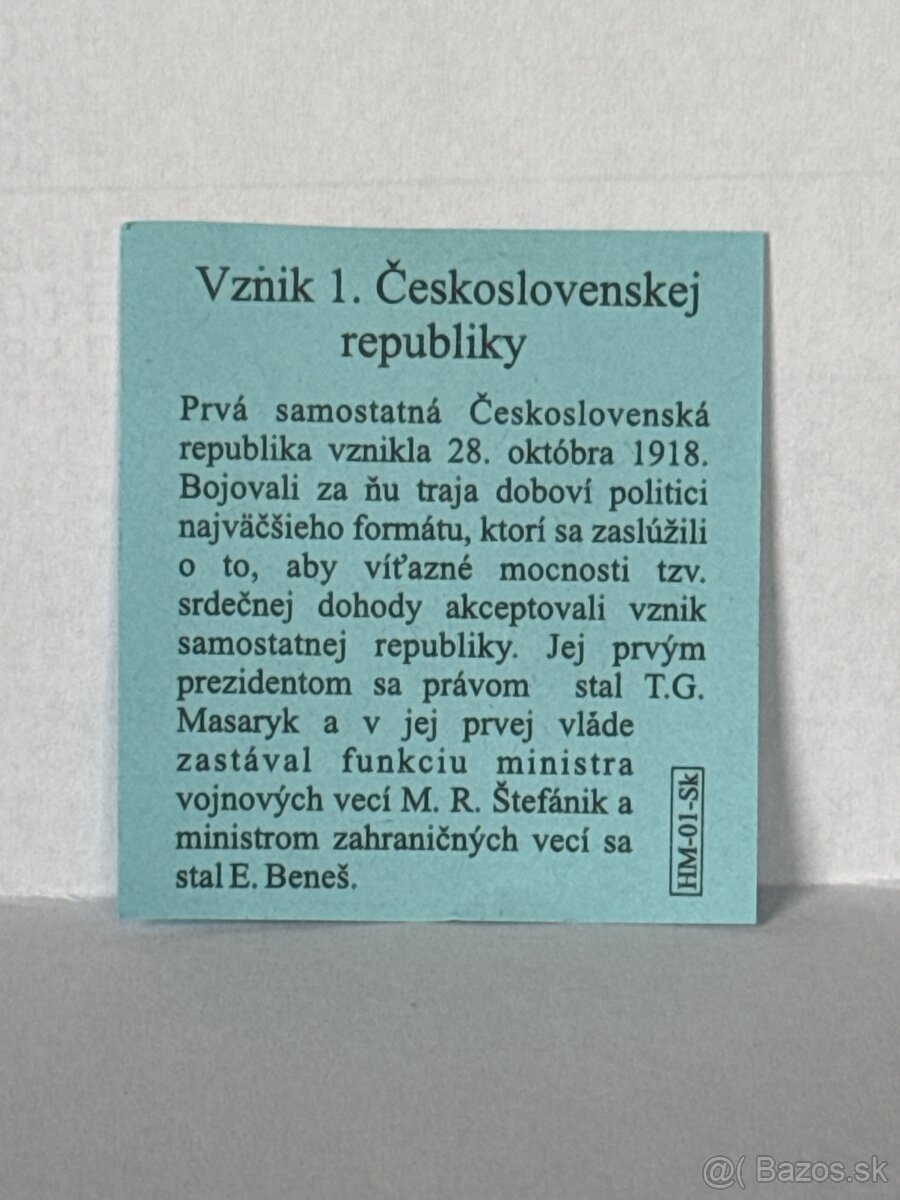 Vznik 1. Československej
republiky
Prvá samostatná Československá
republika vznikla 28. októbra 1918.
Bojovali za ňu traja doboví politici
najväčšieho formátu, ktorí sa zaslúžili
o to, aby víťazné mocnosti tzv.
srdečnej dohody akceptovali vznik
samostatnej republiky. Jej prvým
prezidentom sa právom stal T.G.
Masaryk a v jej prvej vláde
zastával funkciu ministra
vojnových vecí M. R. Štefánik a
ministrom zahraničných vecí sa
stal E. Beneš.
HM-01-Sk
@( Bazos.sk